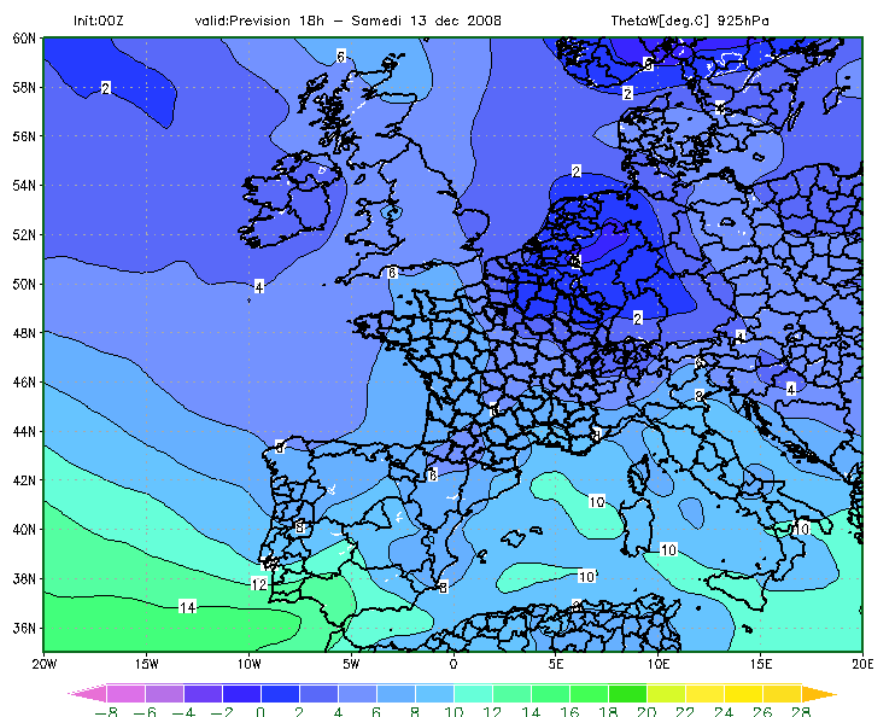 Init:00Z valid:Prevision 18h – Samedi 13 dec 2008 ThetaW[deg.C] 925hPa
60N
6
2
58N
2
4
56N
54N
2
52N
50N
6
4
2
48N
4
6
46N
4
8
44N
8
42N
6
10
40N
8
10
10
38N
12
10
8
14
36N
20W 15W 10W 5W 0 5E 10E 15E 20E
-8 -6 -4 -2 0 2 4 6 8 10 12 14 16 18 20 22 24 26 28